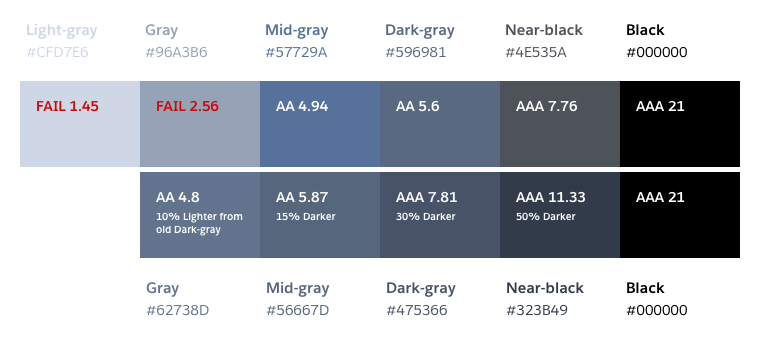 Light-gray Gray Mid-gray Dark-gray Near-black Black
#CFD7E6 #96A3B6 #57729A #596981 #4E535A #000000
FAIL 1.45 FAIL 2.56 AA 4.94 AA 5.6 AAA 7.76 AAA 21
AA 4.8 AA 5.87 AAA 7.81 AAA 11.33 AAA 21
10% Lighter from 15% Darker 30% Darker 50% Darker
old Dark-gray
Gray Mid-gray Dark-gray Near-black Black
#62738D #56667D #475366 #323B49 #000000